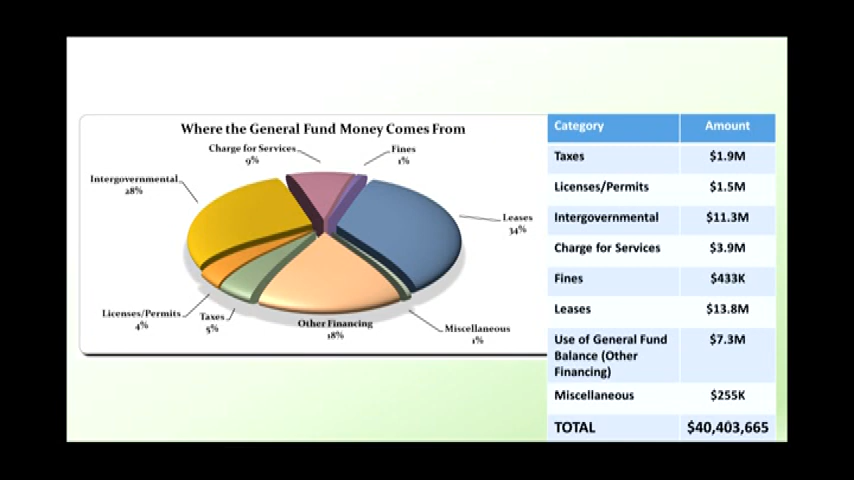 Where the General Fund Money Comes From
Charge for Services
9%
Fines
1%
Intergovernmental
28%
Leases
34%
Licenses/Permits
4%
Taxes
5%
Other Financing
18%
Miscellaneous
1%
Category Amount
Taxes $1.9M
Licenses/Permits $1.5M
Intergovernmental $11.3M
Charge for Services $3.9M
Fines $433K
Leases $13.8M
Use of General Fund $7.3M
Balance (Other
Financing)
Miscellaneous $255K
TOTAL $40,403,665